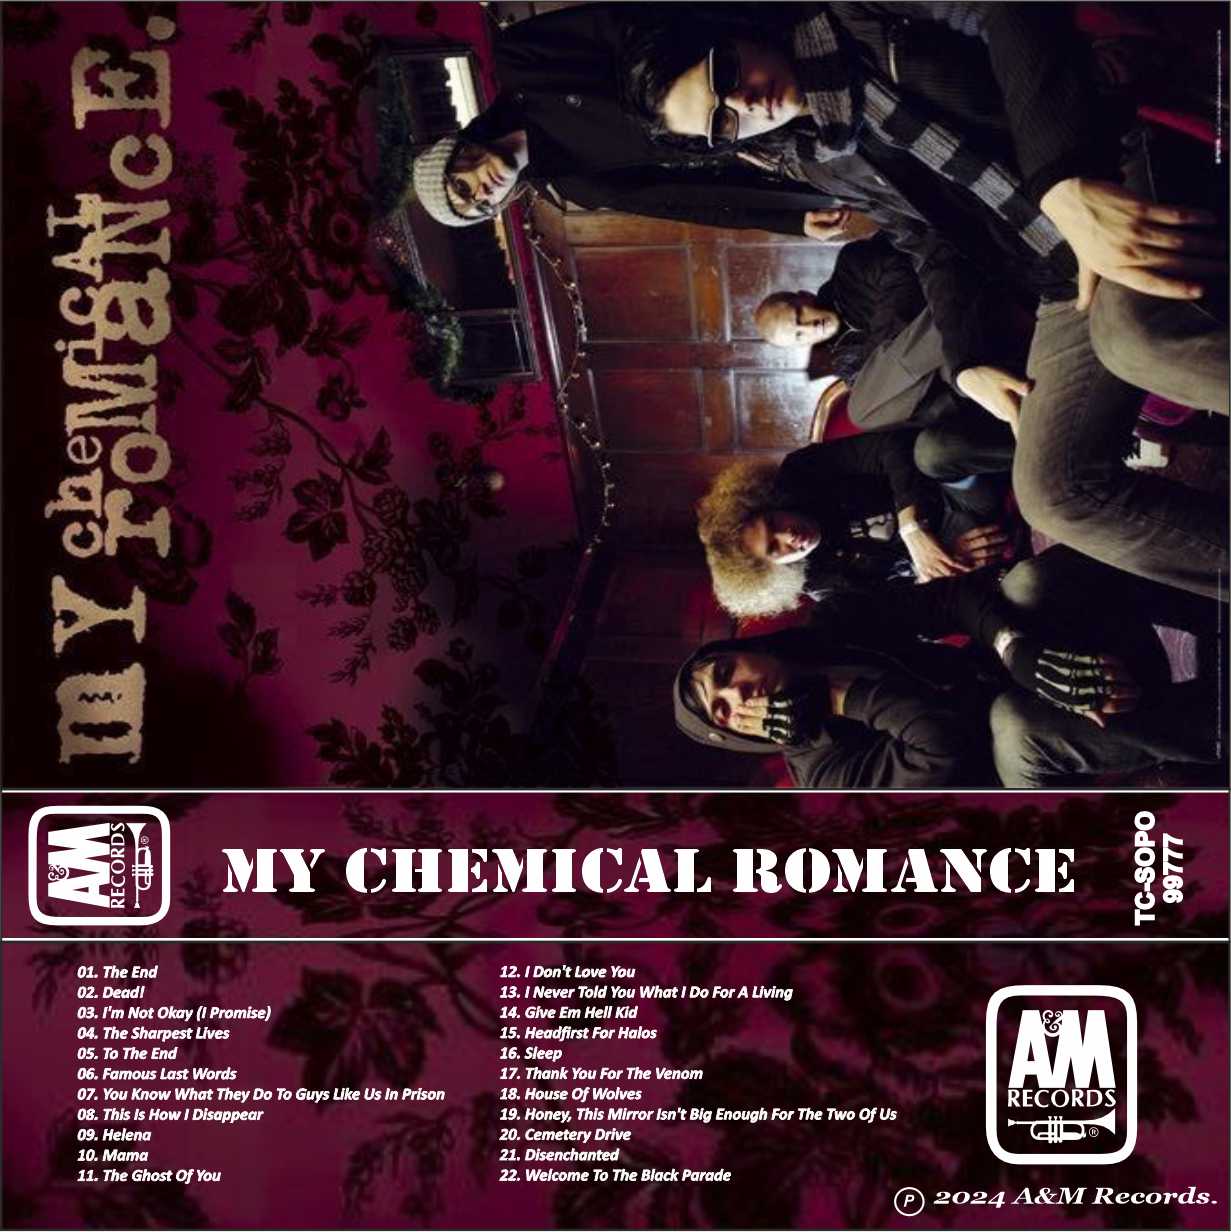 mY
cheMicAL
roMaNcE.
A&M
RECORDS
®
MY CHEMICAL ROMANCE
TC-SOPO
99777
01. The End
02. Dead!
03. I'm Not Okay (I Promise)
04. The Sharpest Lives
05. To The End
06. Famous Last Words
07. You Know What They Do To Guys Like Us In Prison
08. This Is How I Disappear
09. Helena
10. Mama
11. The Ghost Of You
12. I Don't Love You
13. I Never Told You What I Do For A Living
14. Give Em Hell Kid
15. Headfirst For Halos
16. Sleep
17. Thank You For The Venom
18. House Of Wolves
19. Honey, This Mirror Isn't Big Enough For The Two Of Us
20. Cemetery Drive
21. Disenchanted
22. Welcome To The Black Parade
A&M
RECORDS
®
Ⓟ 2024 A&M Records.